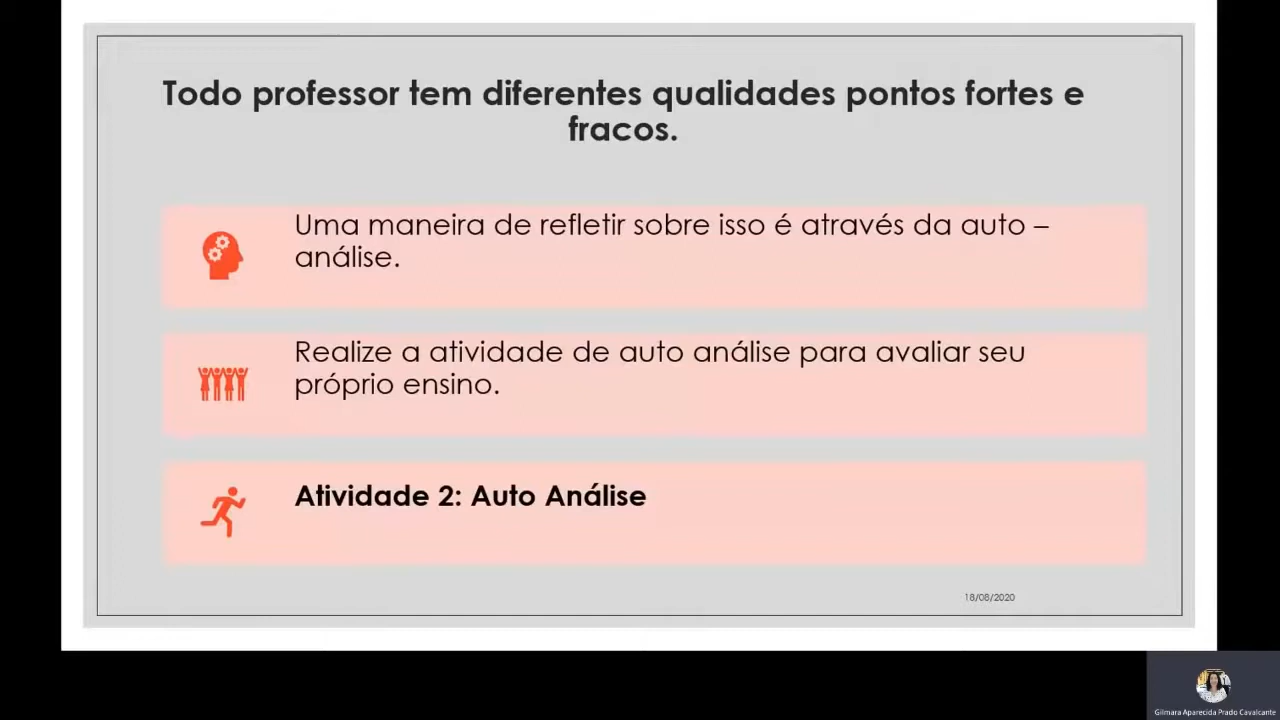 Todo professor tem diferentes qualidades pontos fortes e
fracos.
Uma maneira de refletir sobre isso é através da auto –
análise.
Realize a atividade de auto análise para avaliar seu
próprio ensino.
Atividade 2: Auto Análise
18/08/2020
Gilmara Aparecida Prado Cavalcante